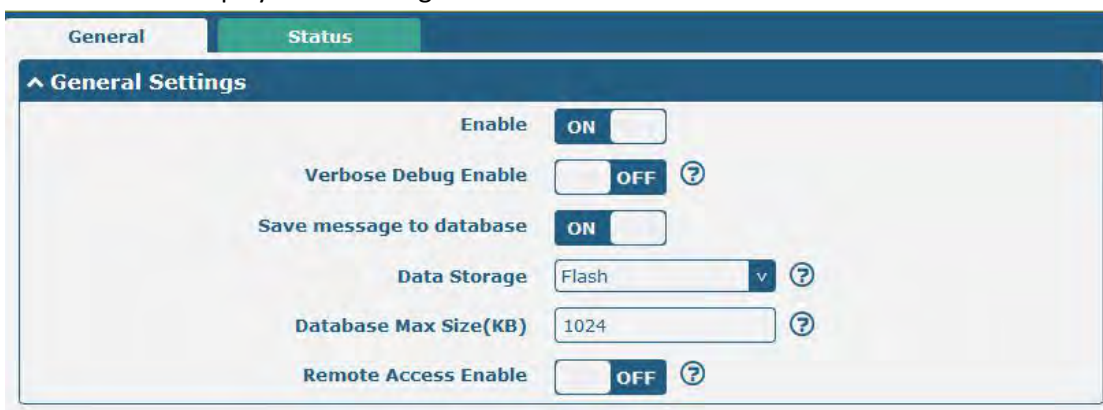 General Status
General Settings
Enable ON
Verbose Debug Enable OFF ?
Save message to database ON
Data Storage Flash v ?
Database Max Size(KB) 1024 ?
Remote Access Enable OFF ?